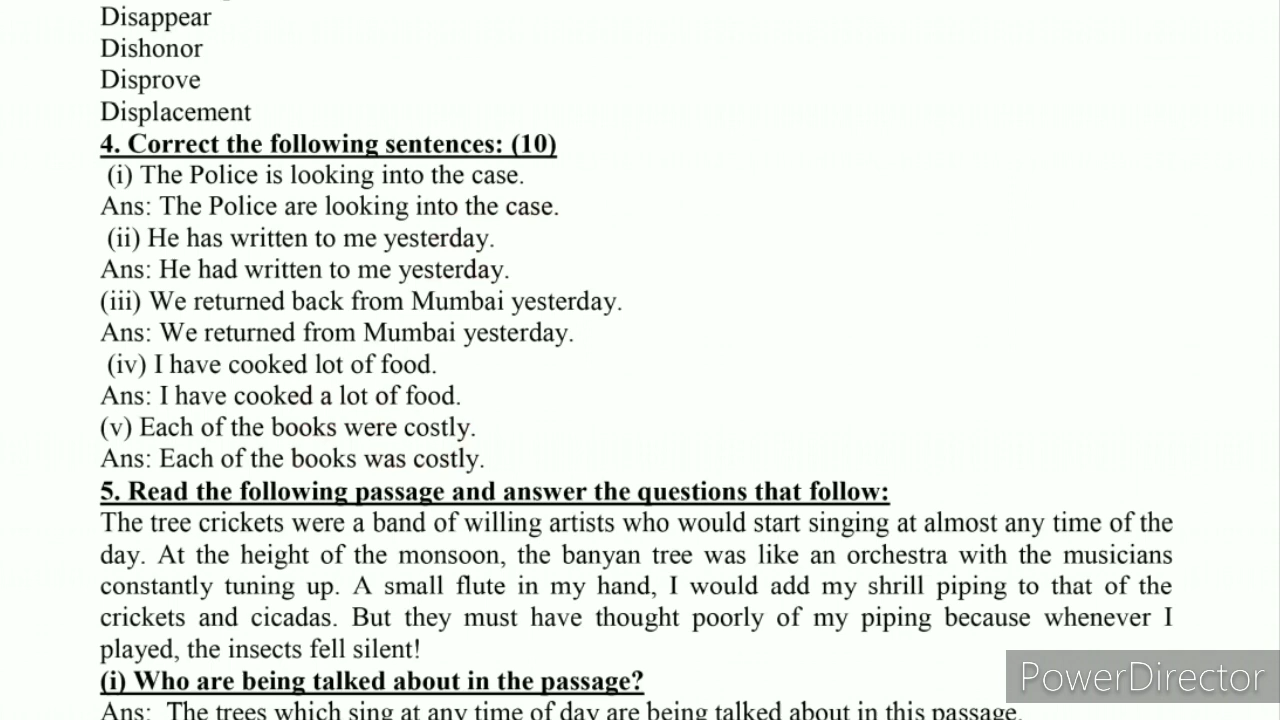 Disappear
Dishonor
Disprove
Displacement
4. Correct the following sentences: (10)
(i) The Police is looking into the case.
Ans: The Police are looking into the case.
(ii) He has written to me yesterday.
Ans: He had written to me yesterday.
(iii) We returned back from Mumbai yesterday.
Ans: We returned from Mumbai yesterday.
(iv) I have cooked lot of food.
Ans: I have cooked a lot of food.
(v) Each of the books were costly.
Ans: Each of the books was costly.
5. Read the following passage and answer the questions that follow:
The tree crickets were a band of willing artists who would start singing at almost any time of the
day. At the height of the monsoon, the banyan tree was like an orchestra with the musicians
constantly tuning up. A small flute in my hand, I would add my shrill piping to that of the
crickets and cicadas. But they must have thought poorly of my piping because whenever I
played, the insects fell silent!
(i) Who are being talked about in the passage?
Ans: The trees which sing at any time of day are being talked about in this passage.
PowerDirector